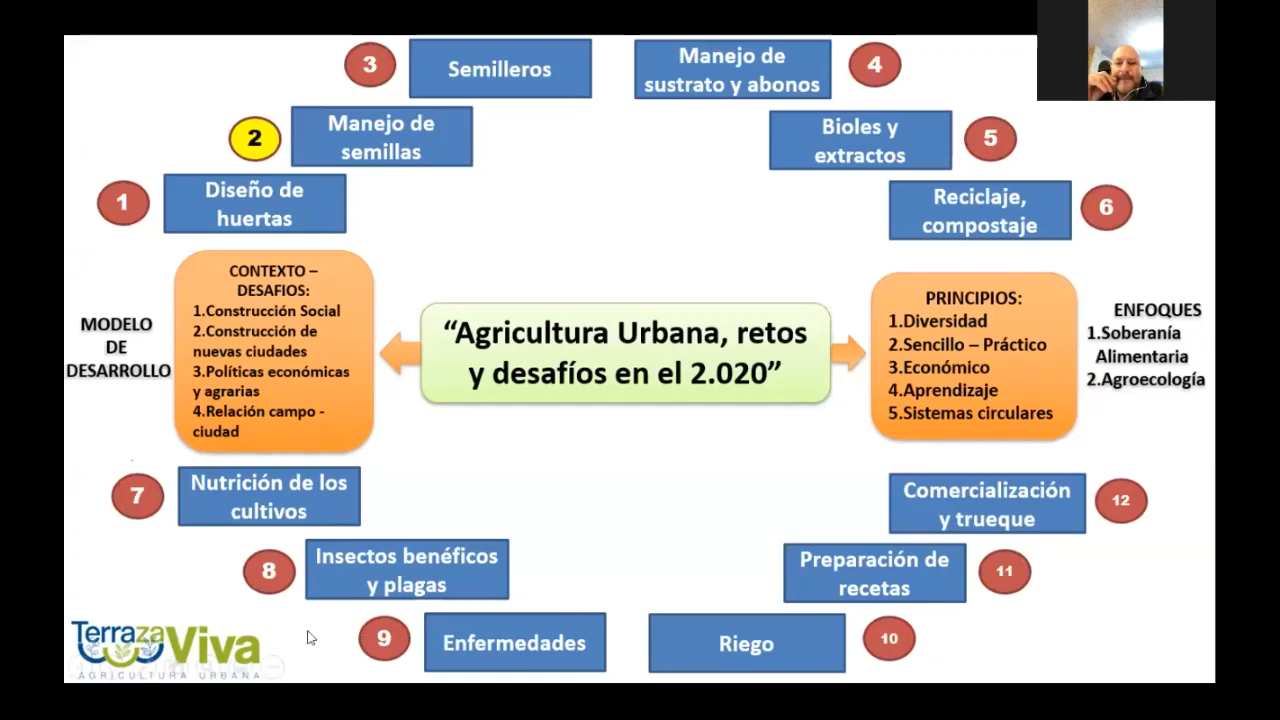 3
Semilleros
Manejo de
sustrato y abonos
4
2
Manejo de
semillas
Bioles y
extractos
5
1
Diseño de
huertas
Reciclaje,
compostaje
6
MODELO
DE
DESARROLLO
CONTEXTO –
DESAFIOS:
1.Construcción Social
2.Construcción de
nuevas ciudades
3.Políticas económicas
y agrarias
4.Relación campo -
ciudad
“Agricultura Urbana, retos
y desafíos en el 2.020”
PRINCIPIOS:
1.Diversidad
2.Sencillo – Práctico
3.Económico
4.Aprendizaje
5.Sistemas circulares
ENFOQUES
1.Soberanía
Alimentaria
2.Agroecología
7
Nutrición de los
cultivos
Comercialización
y trueque
12
8
Insectos benéficos
y plagas
Preparación de
recetas
11
9
Enfermedades
Riego
10
Terraza Viva
AGRICULTURA URBANA